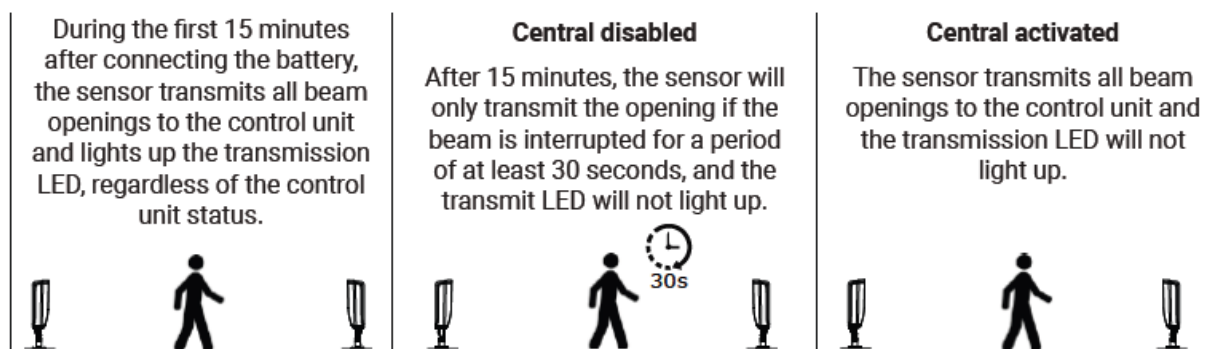 During the first 15 minutes
after connecting the battery,
the sensor transmits all beam
openings to the control unit
and lights up the transmission
LED, regardless of the control
unit status.
Central disabled
After 15 minutes, the sensor will
only transmit the opening if the
beam is interrupted for a period
of at least 30 seconds, and the
transmit LED will not light up.
30s
Central activated
The sensor transmits all beam
openings to the control unit and
the transmission LED will not
light up.